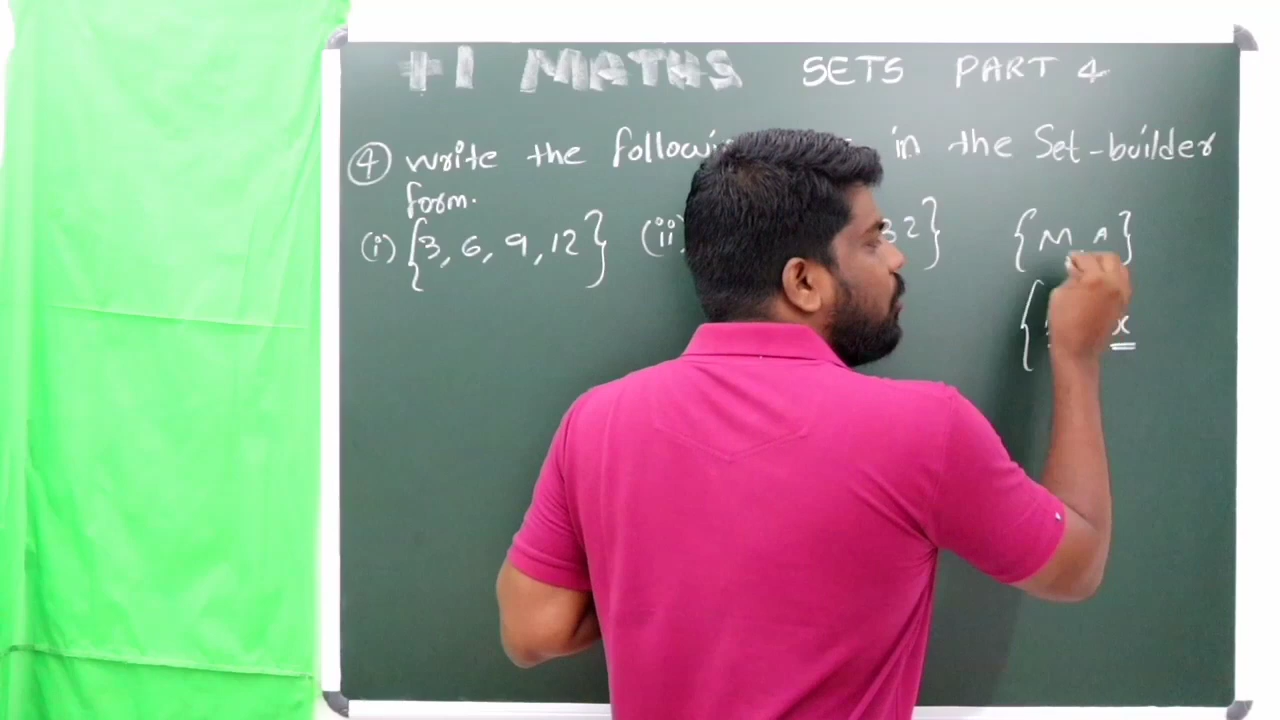 +1 MATHS SETS PART 4
④ Write the following in the Set-builder
form.
(i) {3, 6, 9, 12} (ii) 32} {M, A}
{ x